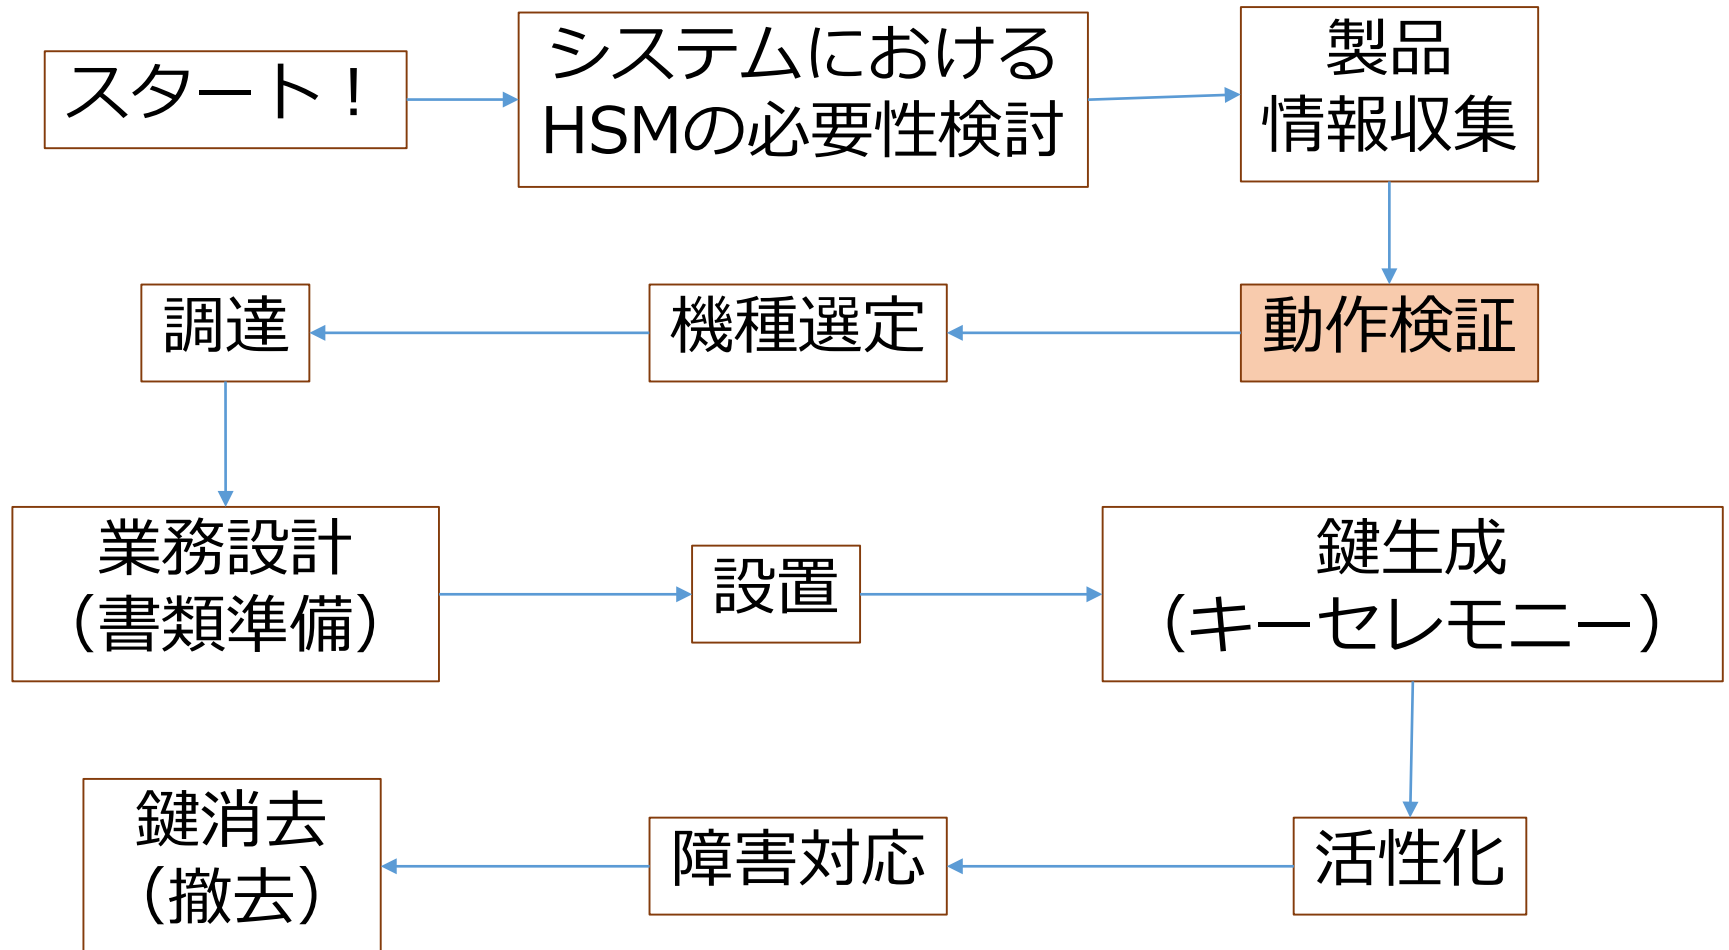 スタート！
システムにおける
HSMの必要性検討
製品
情報収集
動作検証
機種選定
調達
業務設計
（書類準備）
設置
鍵生成
（キーセレモニー）
活性化
障害対応
鍵消去
（撤去）